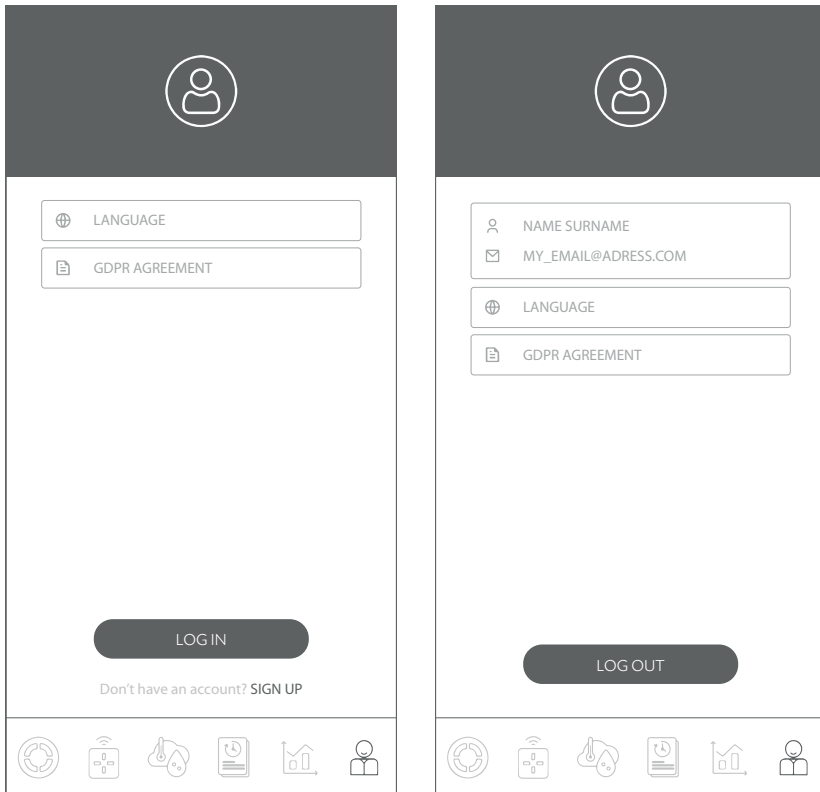 LANGUAGE
GDPR AGREEMENT
LOG IN
Don't have an account? SIGN UP
NAME SURNAME
MY_EMAIL@ADRESS.COM
LANGUAGE
GDPR AGREEMENT
LOG OUT